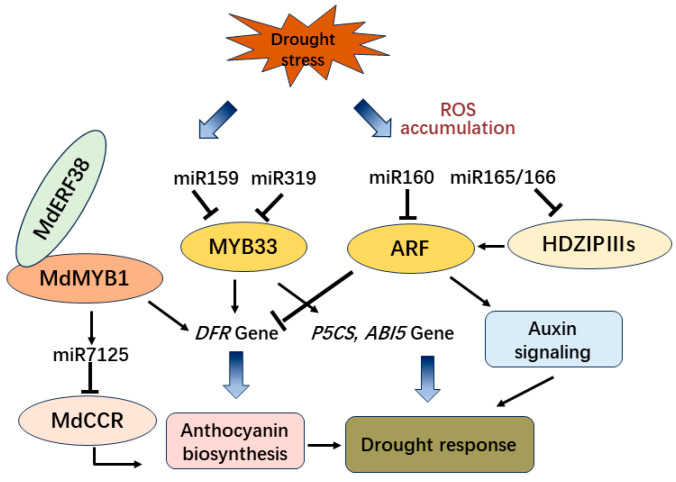 Drought
stress
ROS
accumulation
miR159
miR319
miR160
miR165/166
MdERF38
MYB33
ARF
HDZIPIIIs
MdMYB1
DFR Gene
P5CS, ABI5 Gene
Auxin
signaling
miR7125
MdCCR
Anthocyanin
biosynthesis
Drought response